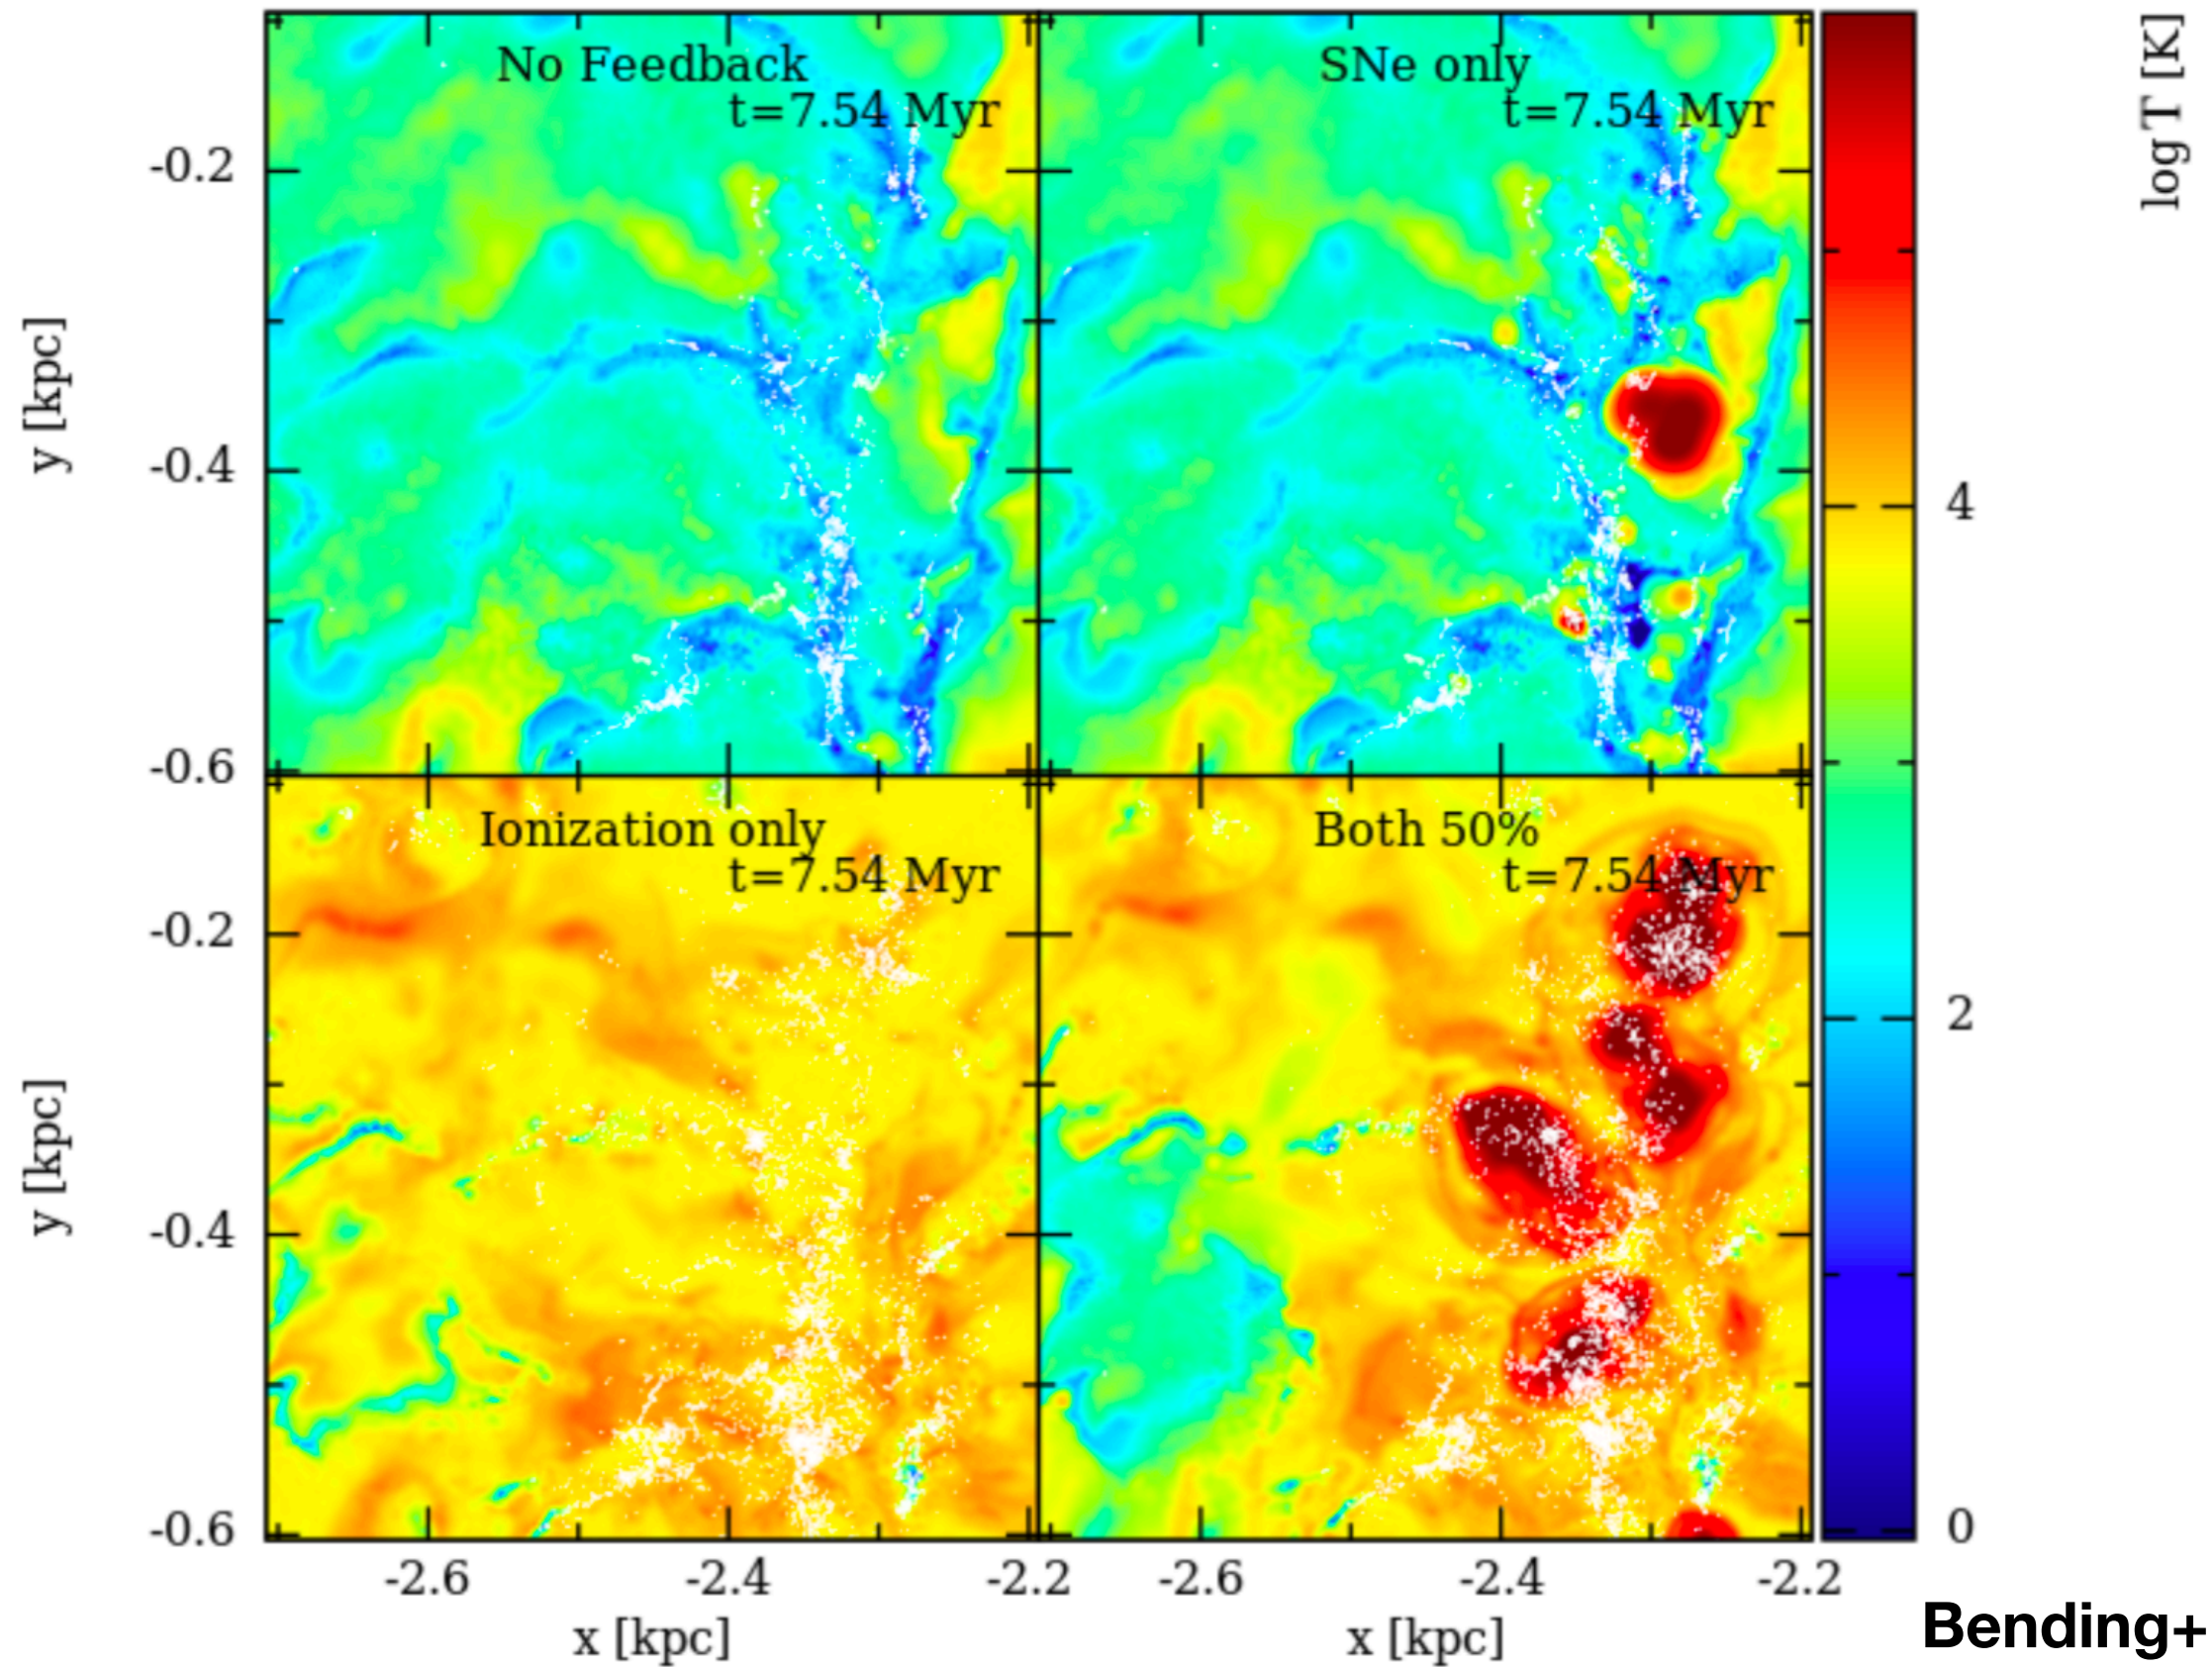 No Feedback
t=7.54 Myr
SNe only
t=7.54 Myr
log T [K]
-0.2
-0.4
-0.6
y [kpc]
4
2
0
Ionization only
t=7.54 Myr
Both 50%
t=7.54 Myr
-0.2
-0.4
-0.6
y [kpc]
-2.6
-2.4
-2.2
-2.6
-2.4
-2.2
x [kpc]
x [kpc]
Bending+